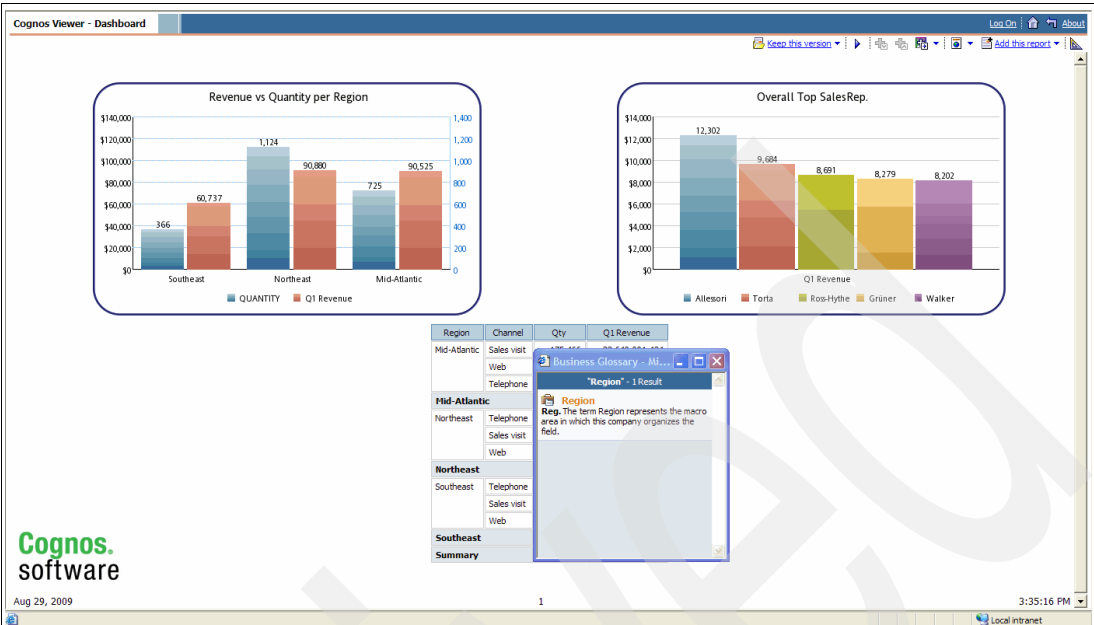 Cognos Viewer - Dashboard
Log On
About
Keep this version
Add this report
Revenue vs Quantity per Region
$140,000
$120,000
$100,000
$80,000
$60,000
$40,000
$20,000
$0
1,400
1,200
1,000
800
600
400
200
0
366
60,737
1,124
90,880
725
90,525
Southeast
Northeast
Mid-Atlantic
QUANTITY
Q1 Revenue
Overall Top SalesRep.
$14,000
$12,000
$10,000
$8,000
$6,000
$4,000
$2,000
$0
12,302
9,684
8,691
8,279
8,202
Q1 Revenue
Allessori
Torta
Ross-Hythe
Grüner
Walker
Region Channel Qty Q1 Revenue
Mid-Atlantic Sales visit
Web
Telephone
Mid-Atlantic
Northeast Telephone
Sales visit
Web
Northeast
Southeast Telephone
Sales visit
Web
Southeast
Summary
Business Glossary - Mi...
"Region" - 1 Result
Region
Reg. The term Region represents the macro
area in which this company organizes the
field.
Cognos.
software
Aug 29, 2009
1
3:35:16 PM
Local intranet